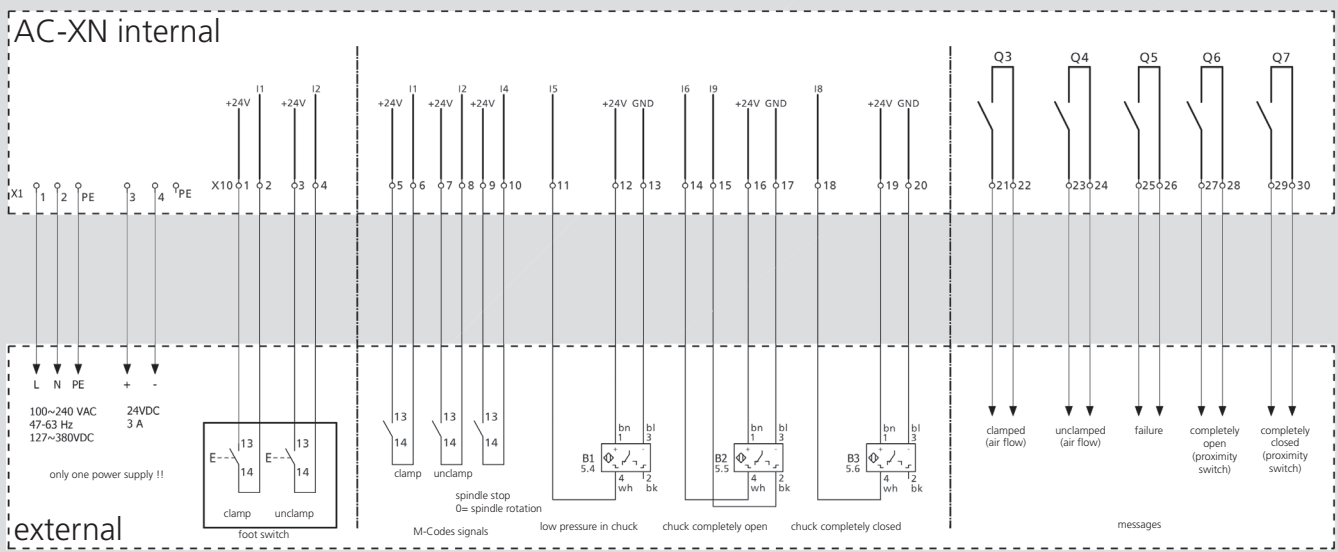 AC-XN internal
Q3 Q4 Q5 Q6 Q7
I1 I2 I1 I2 I4 I5 I6 I9 I8
+24V +24V +24V +24V +24V +24V GND +24V GND +24V GND
X1 1 2 PE 3 4 PE X10 1 2 3 4 5 6 7 8 9 10 11 12 13 14 15 16 17 18 19 20 21 22 23 24 25 26 27 28 29 30
L N PE + -
100~240 VAC
47-63 Hz
127~380VDC
24VDC
3 A
only one power supply !!
E 13
14
E 13
14
clamp unclamp
foot switch
13
14
13
14
13
14
clamp unclamp
spindle stop
0= spindle rotation
M-Codes signals
bn bl
1 3
B1
5.4
+ -
4 2
wh bk
low pressure in chuck
bn bl
1 3
B2
5.5
+ -
4 2
wh bk
chuck completely open
bn bl
1 3
B3
5.6
+ -
4 2
wh bk
chuck completely closed
clamped
(air flow)
unclamped
(air flow)
failure
completely
open
(proximity
switch)
completely
closed
(proximity
switch)
messages
external